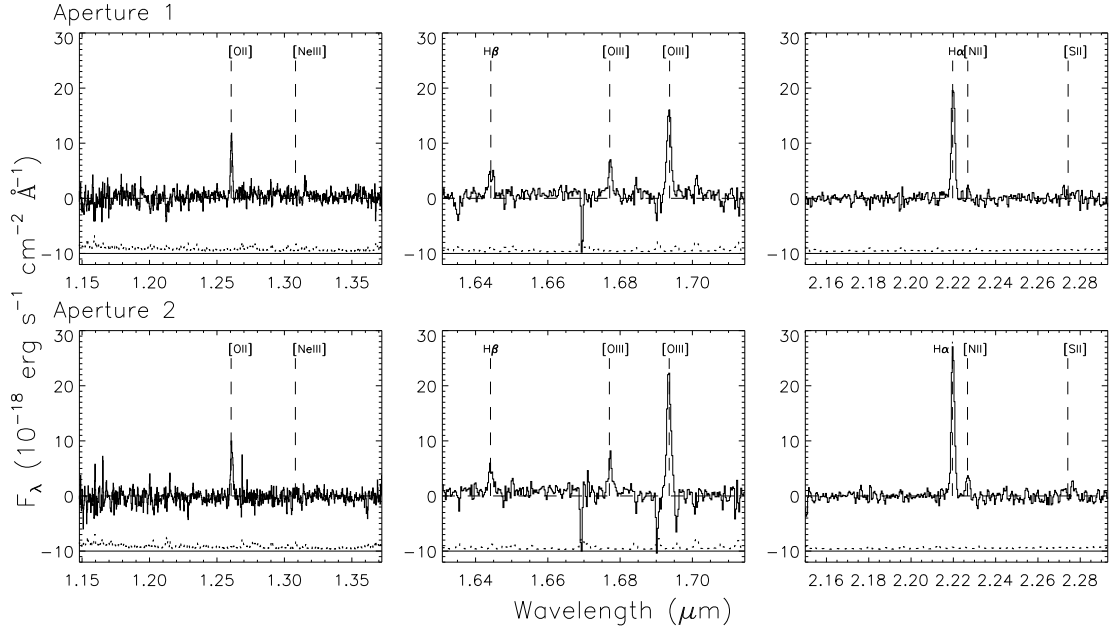 Aperture 1
[OII] [NeIII]
Hβ [OIII] [OIII]
Hα [NII] [SII]
30 20 10 0 −10
30 20 10 0 −10
30 20 10 0 −10
1.15 1.20 1.25 1.30 1.35
1.64 1.66 1.68 1.70
2.16 2.18 2.20 2.22 2.24 2.26 2.28
Aperture 2
[OII] [NeIII]
Hβ [OIII] [OIII]
Hα [NII] [SII]
30 20 10 0 −10
30 20 10 0 −10
30 20 10 0 −10
1.15 1.20 1.25 1.30 1.35
1.64 1.66 1.68 1.70
2.16 2.18 2.20 2.22 2.24 2.26 2.28
Fλ (10⁻¹⁸ erg s⁻¹ cm⁻² Å⁻¹)
Wavelength (μm)